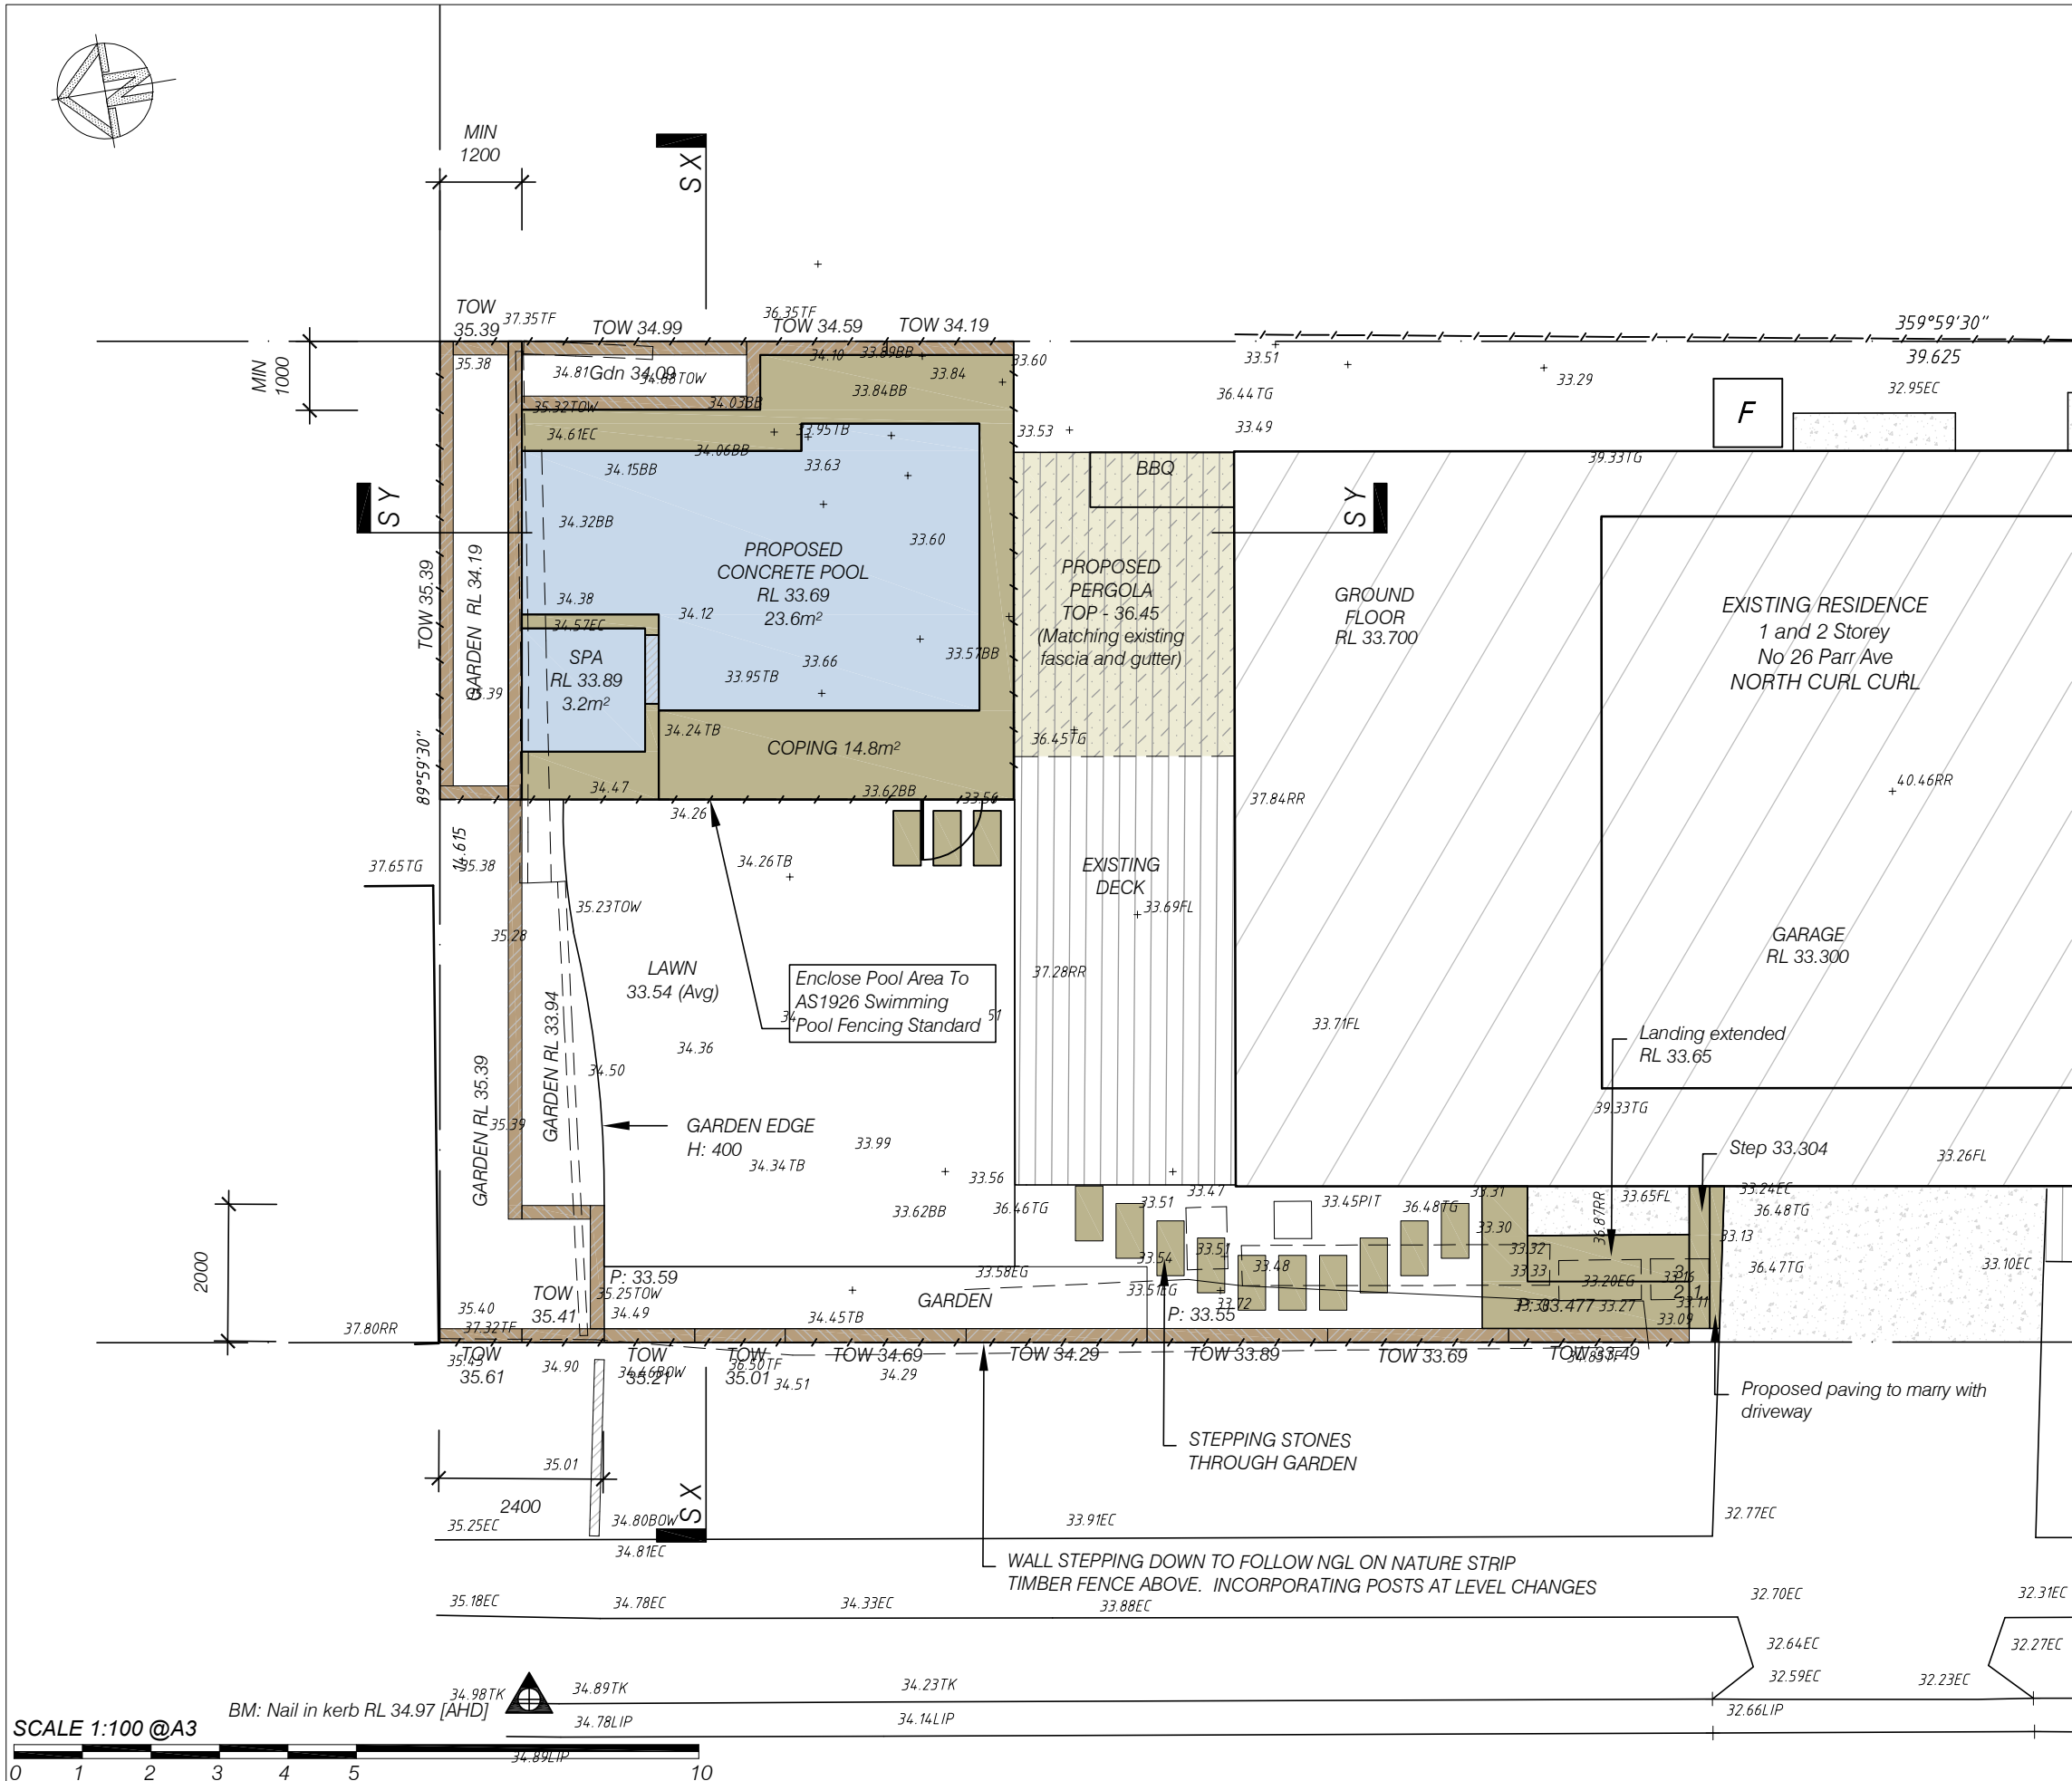 N
MIN
1200
S X
TOW
35.39
37.35TF
TOW 34.99
36.35TF
TOW 34.59
TOW 34.19
359°59'30"
39.625
MIN
1000
35.38
34.81
Gdn 34.09
34.88TOW
34.10
33.89BB
33.84
33.60
33.51
33.29
33.84BB
36.44TG
32.95EC
F
35.32TOW
34.03BB
34.61EC
33.95TB
33.53
33.49
34.06BB
34.15BB
33.63
BBQ
39.33TG
S Y
S Y
34.32BB
33.60
PROPOSED
CONCRETE POOL
RL 33.69
23.6m²
PROPOSED
PERGOLA
TOP - 36.45
(Matching existing
fascia and gutter)
GROUND
FLOOR
RL 33.700
EXISTING RESIDENCE
1 and 2 Storey
No 26 Parr Ave
NORTH CURL CURL
TOW 35.39
GARDEN RL 34.19
35.39
34.38
34.57EC
34.12
SPA
RL 33.89
3.2m²
33.66
33.57BB
33.95TB
34.24TB
36.45TG
COPING 14.8m²
89°59'30"
34.47
33.62BB
33.56
37.84RR
40.46RR
34.26
14.615
37.65TG
35.38
34.26TB
EXISTING
DECK
33.69FL
35.23TOW
35.28
LAWN
33.54 (Avg)
Enclose Pool Area To
AS1926 Swimming
Pool Fencing Standard
34
51
37.28RR
GARAGE
RL 33.300
33.71FL
Landing extended
RL 33.65
34.36
34.50
GARDEN RL 33.94
GARDEN RL 35.39
35.39
GARDEN EDGE
H: 400
33.99
34.34TB
39.33TG
Step 33.304
33.26FL
33.56
33.62BB
36.46TG
33.51
33.47
33.45PIT
36.48TG
33.31
33.30
36.87RR
33.65FL
33.24EC
36.48TG
33.13
2000
33.54
33.51
33.48
33.32
33.33
33.20EG
36.47TG
33.10EC
P: 33.59
33.58EG
33.51EG
33.72
TOW
35.41
35.25TOW
34.49
35.40
37.32TF
34.45TB
GARDEN
P: 33.55
P: 33.477
33.27
33.11
33.09
37.80RR
TOW
35.61
34.90
TOW
35.21
34.46BOW
TOW
35.01
36.50TF
34.51
TOW 34.69
34.29
TOW 34.29
TOW 33.89
TOW 33.69
TOW 33.49
Proposed paving to marry with
driveway
STEPPING STONES
THROUGH GARDEN
35.01
2400
S X
35.25EC
34.80BOW
34.81EC
33.91EC
32.77EC
WALL STEPPING DOWN TO FOLLOW NGL ON NATURE STRIP
TIMBER FENCE ABOVE. INCORPORATING POSTS AT LEVEL CHANGES
35.18EC
34.78EC
34.33EC
33.88EC
32.70EC
32.31EC
32.64EC
32.27EC
32.59EC
32.23EC
34.98TK
34.89TK
34.23TK
BM: Nail in kerb RL 34.97 [AHD]
34.78LIP
34.14LIP
32.66LIP
SCALE 1:100 @A3
34.89LIP
0 1 2 3 4 5 10